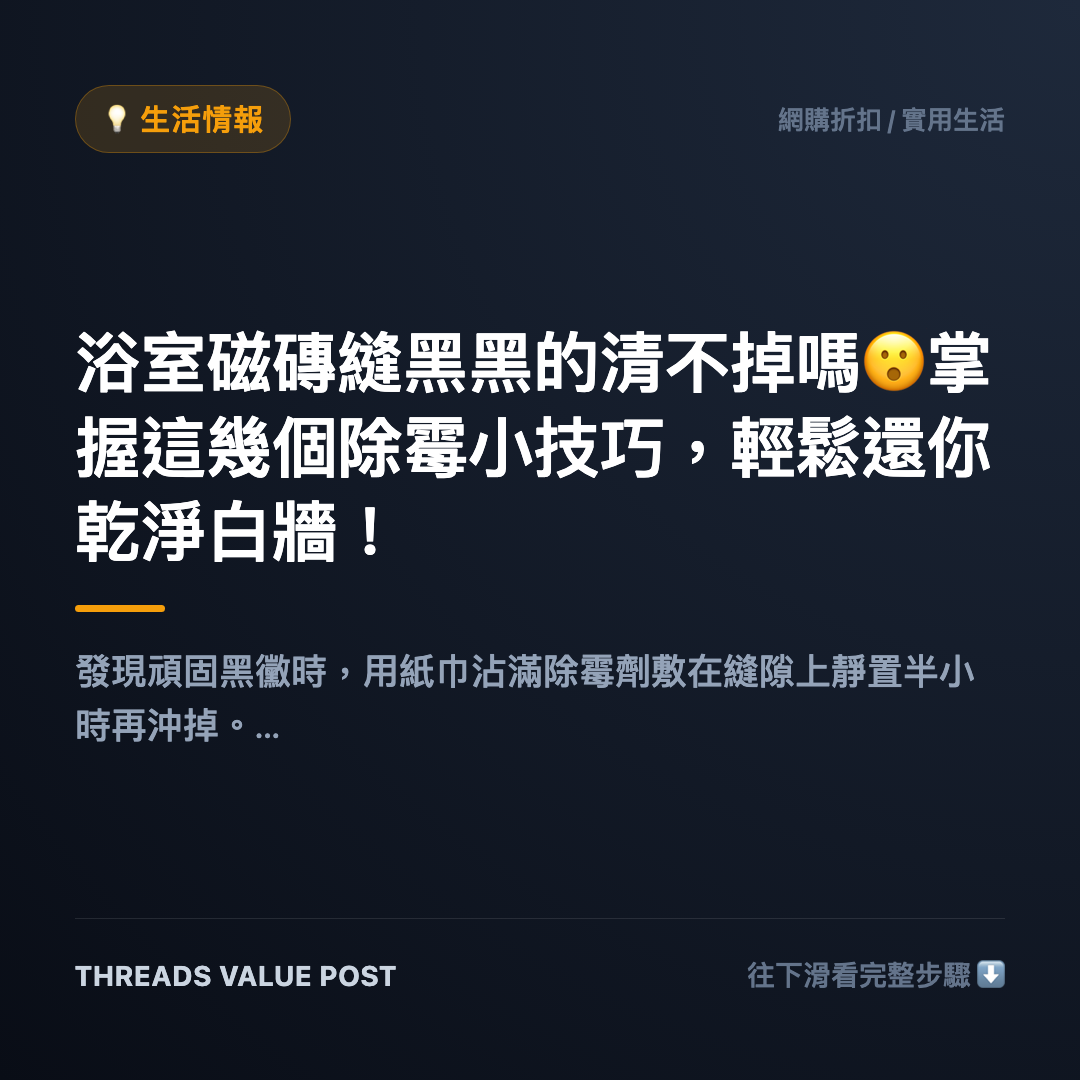 💡 生活情報
網購折扣 / 實用生活
浴室磁磚縫黑黑的清不掉嗎😮掌
握這幾個除霉小技巧，輕鬆還你
乾淨白牆！
發現頑固黑黴時，用紙巾沾滿除霉劑敷在縫隙上靜置半小
時再沖掉。...
THREADS VALUE POST
往下滑看完整步驟 ⬇️